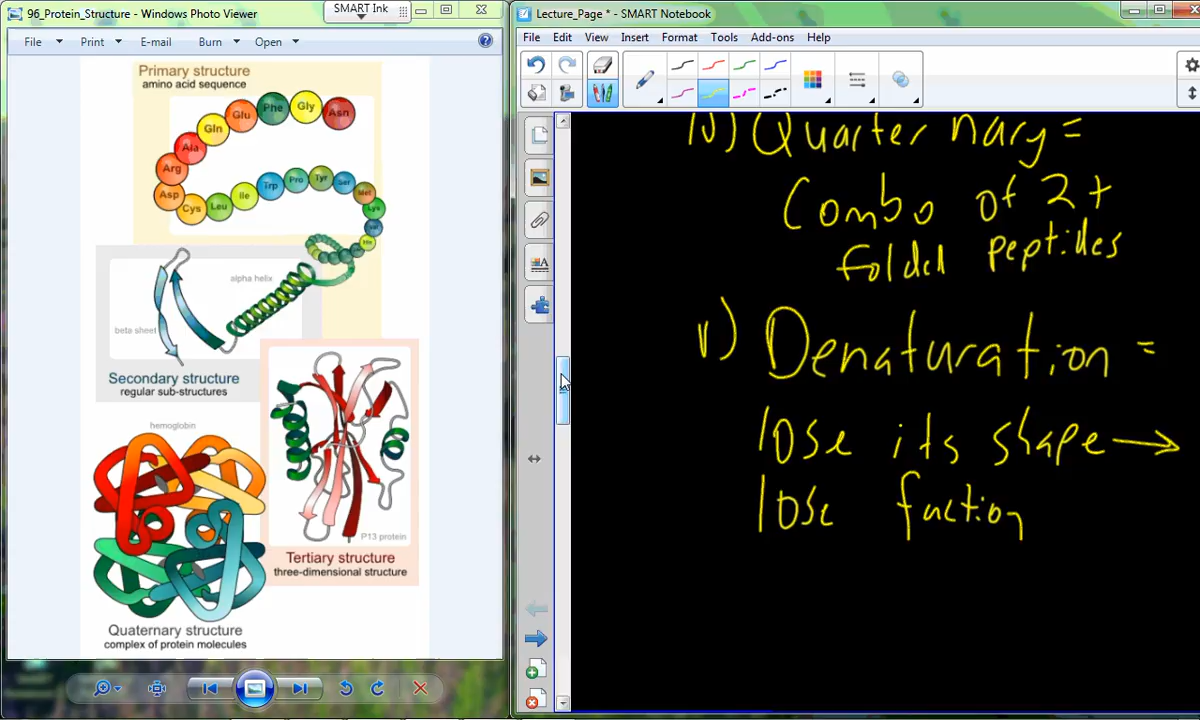 96_Protein_Structure - Windows Photo Viewer
SMART Ink
File Print E-mail Burn Open
Primary structure
amino acid sequence
Asn
Gly
Phe
Glu
Gln
Ala
Arg
Asp
Cys
Leu
Ile
Trp
Pro
Tyr
Ser
Met
Lys
Val
His
alpha helix
beta sheet
Secondary structure
regular sub-structures
P13 protein
Tertiary structure
three-dimensional structure
hemoglobin
Quaternary structure
complex of protein molecules
Lecture_Page * - SMART Notebook
File Edit View Insert Format Tools Add-ons Help
IV) Quarternary =
Combo of 2+
folded peptides
V) Denaturation =
lose its shape →
lose fuction